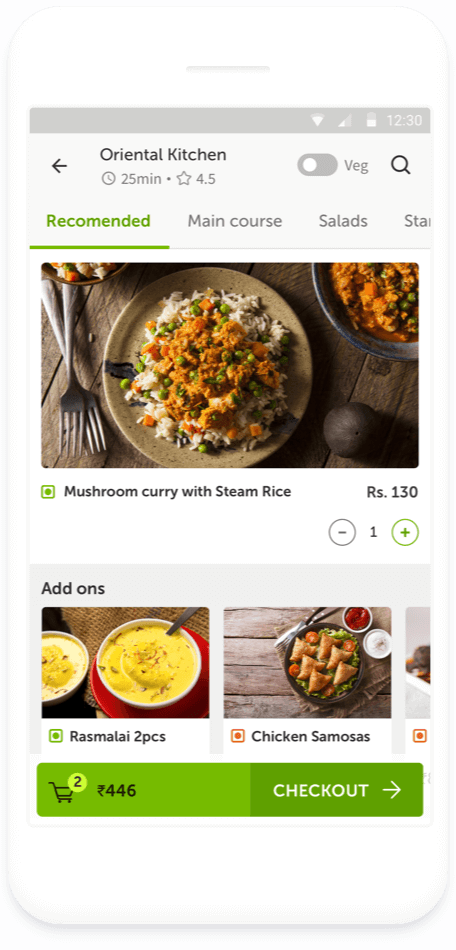 12:30
Oriental Kitchen
25min • 4.5
Veg
Recomended Main course Salads Star
Mushroom curry with Steam Rice Rs. 130
1
Add ons
Rasmalai 2pcs Chicken Samosas
2 ₹446 CHECKOUT